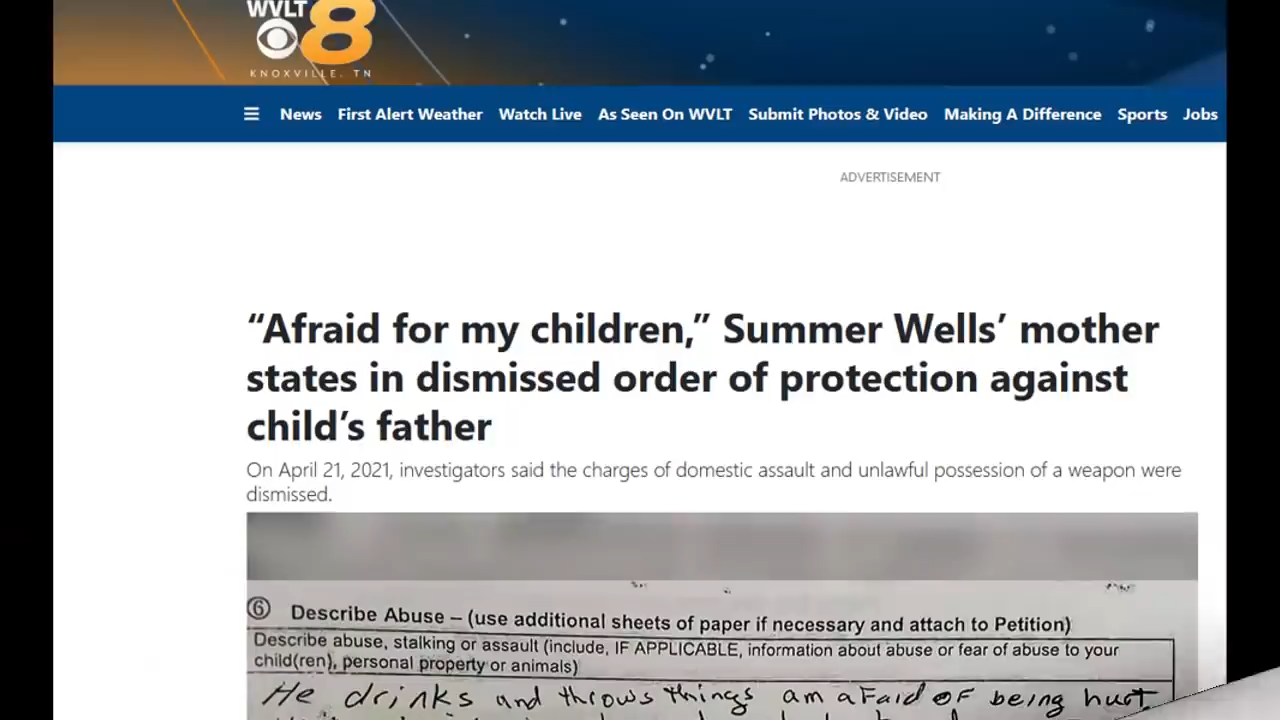 WVLT
8
KNOXVILLE, TN
☰ News First Alert Weather Watch Live As Seen On WVLT Submit Photos & Video Making A Difference Sports Jobs
ADVERTISEMENT
“Afraid for my children,” Summer Wells’ mother
states in dismissed order of protection against
child’s father
On April 21, 2021, investigators said the charges of domestic assault and unlawful possession of a weapon were
dismissed.
⑥ Describe Abuse – (use additional sheets of paper if necessary and attach to Petition)
Describe abuse, stalking or assault (include, IF APPLICABLE, information about abuse or fear of abuse to your
child(ren), personal property or animals)
He drinks and throws things am afaid of being hurt